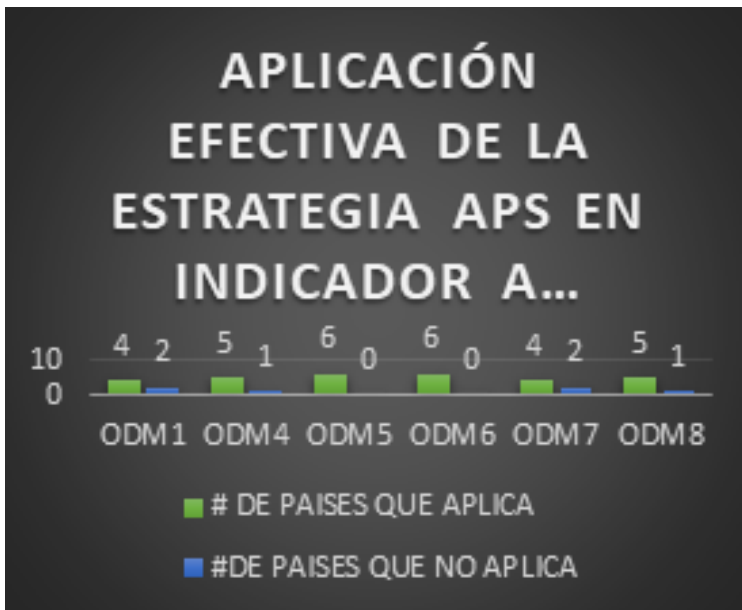 APLICACIÓN
EFECTIVA DE LA
ESTRATEGIA APS EN
INDICADOR A...
10
4 2 5 1 6 0 6 0 4 2 5 1
0
ODM1 ODM4 ODM5 ODM6 ODM7 ODM8
# DE PAISES QUE APLICA
#DE PAISES QUE NO APLICA